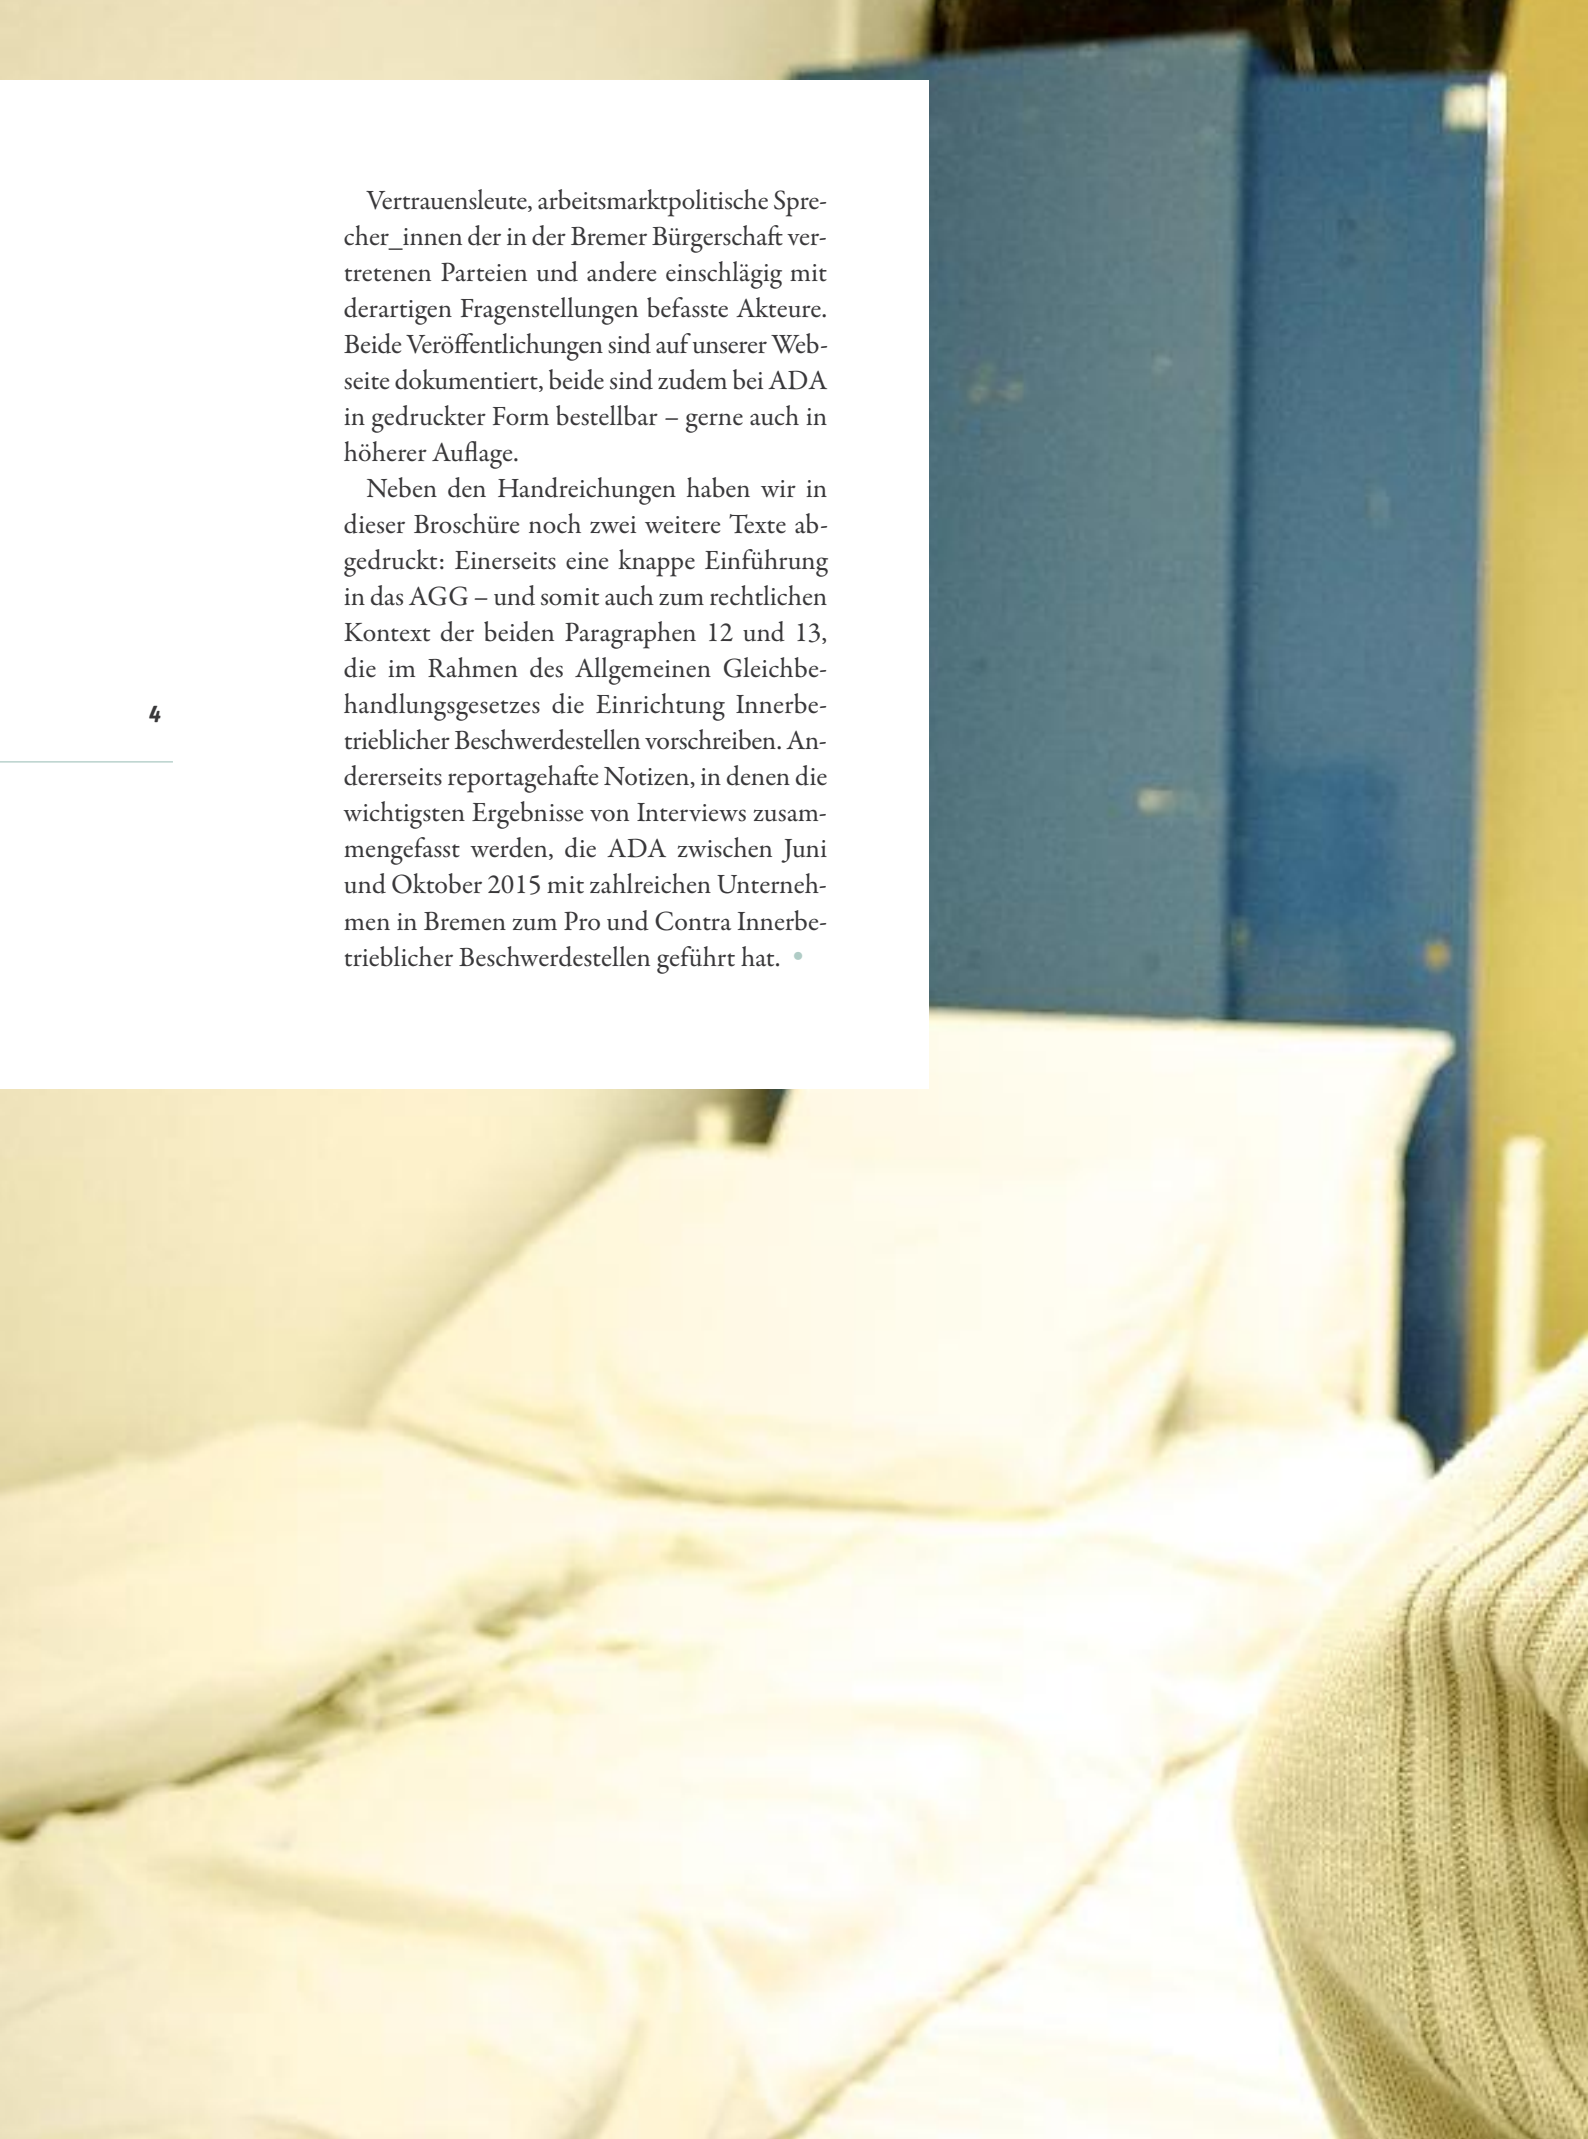 Vertrauensleute, arbeitsmarktpolitische Spre-
cher_innen der in der Bremer Bürgerschaft ver-
tretenen Parteien und andere einschlägig mit
derartigen Fragenstellungen befasste Akteure.
Beide Veröffentlichungen sind auf unserer Web-
seite dokumentiert, beide sind zudem bei ADA
in gedruckter Form bestellbar – gerne auch in
höherer Auflage.
Neben den Handreichungen haben wir in
dieser Broschüre noch zwei weitere Texte ab-
gedruckt: Einerseits eine knappe Einführung
in das AGG – und somit auch zum rechtlichen
Kontext der beiden Paragraphen 12 und 13,
die im Rahmen des Allgemeinen Gleichbe-
handlungsgesetzes die Einrichtung Innerbe-
trieblicher Beschwerdestellen vorschreiben. An-
dererseits reportagehafte Notizen, in denen die
wichtigsten Ergebnisse von Interviews zusam-
mengefasst werden, die ADA zwischen Juni
und Oktober 2015 mit zahlreichen Unterneh-
men in Bremen zum Pro und Contra Innerbe-
trieblicher Beschwerdestellen geführt hat. •
4